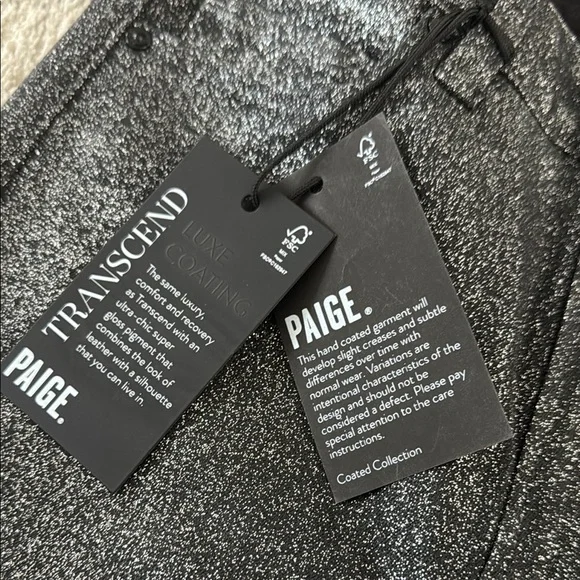 TRANSCEND
LUXE
COATING
The same luxury,
comfort and recovery
as Transcend with an
ultra-chic super
gloss pigment that
combines the look of
leather with a silhouette
that you can live in.
PAIGE.
FSC
MIX
PAIGE.
This hand coated garment will
develop slight creases and subtle
differences over time with
normal wear. Variations are
intentional characteristics of the
design and should not be
considered a defect. Please pay
special attention to the care
instructions.
Coated Collection
FSC